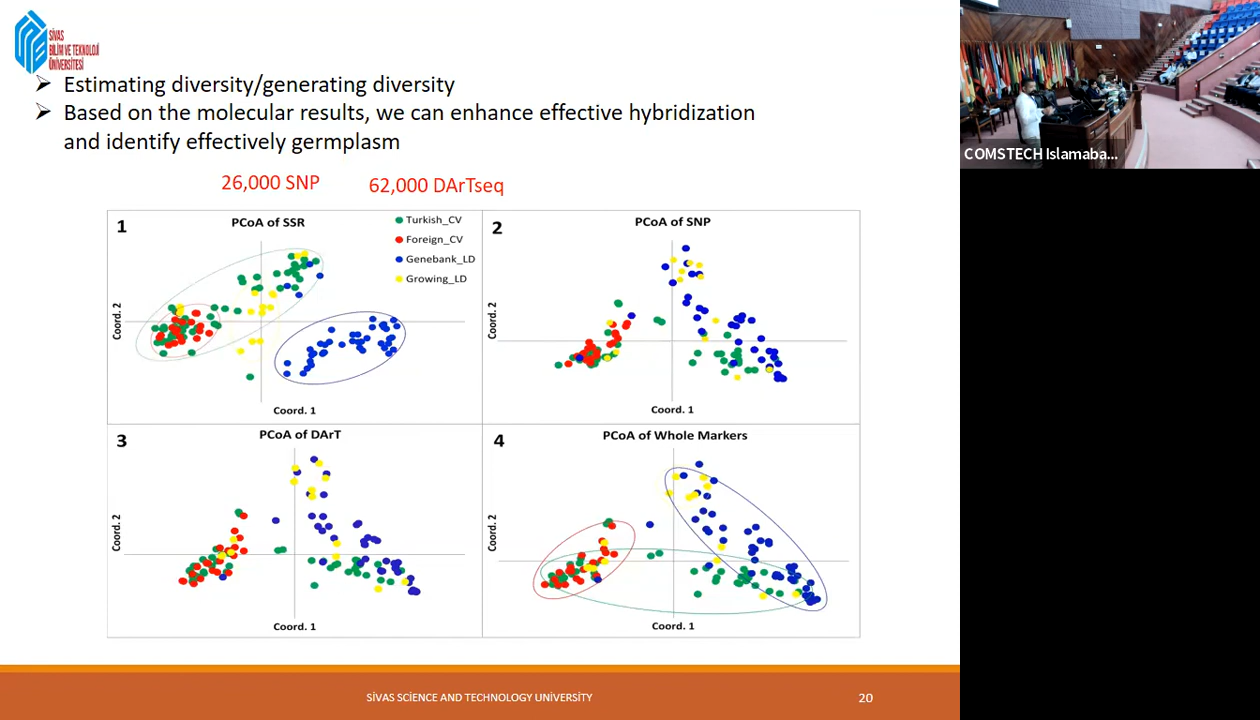 SİVAS
BİLİM VE TEKNOLOJİ
ÜNİVERSİTESİ
➢ Estimating diversity/generating diversity
➢ Based on the molecular results, we can enhance effective hybridization
and identify effectively germplasm
26,000 SNP
62,000 DArTseq
1
PCoA of SSR
Turkish_CV
Foreign_CV
Genebank_LD
Growing_LD
Coord. 2
Coord. 1
2
PCoA of SNP
Coord. 2
Coord. 1
3
PCoA of DArT
Coord. 2
Coord. 1
4
PCoA of Whole Markers
Coord. 2
Coord. 1
SİVAS SCİENCE AND TECHNOLOGY UNİVERSİTY
20
COMSTECH Islamaba...